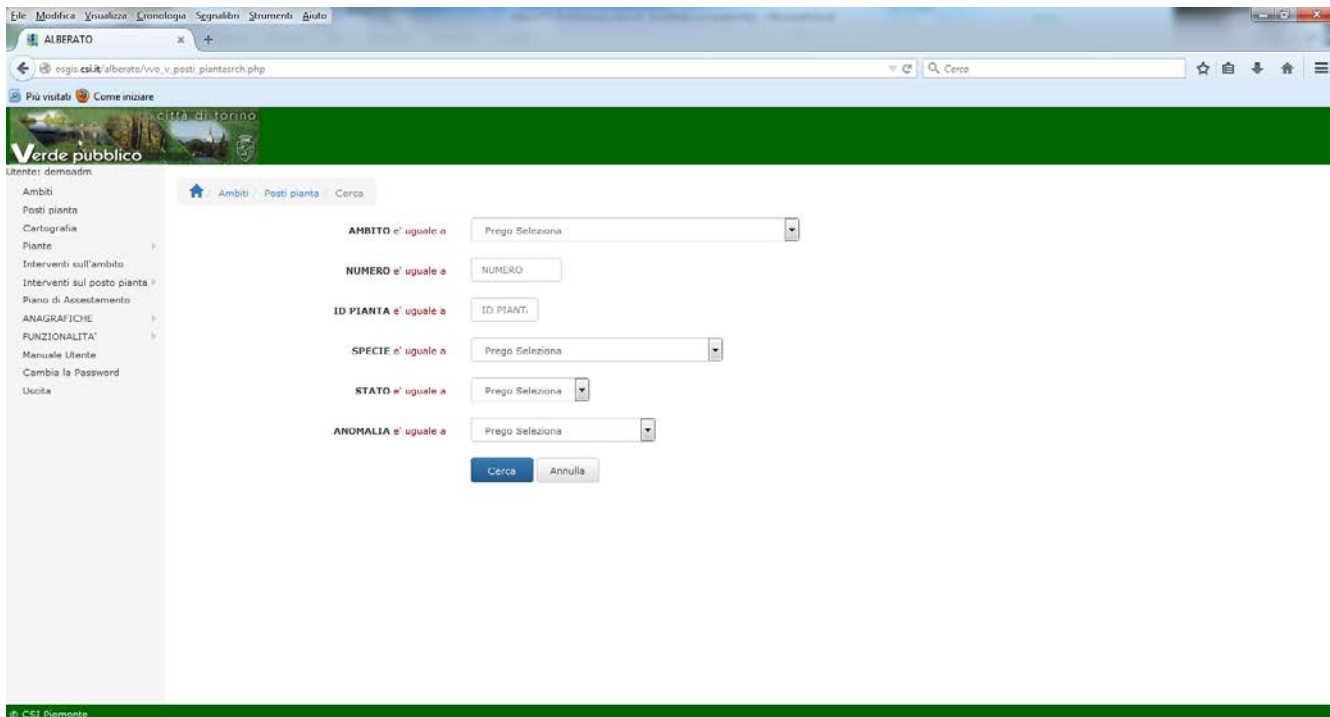 File Modifica Visualizza Cronologia Segnalibri Strumenti Aiuto
ALBERATO
esgis.csi.it/alberato/vvo_v_posti_piantasrch.php
Cerca
Più visitati Come iniziare
città di torino
Verde pubblico
Utente: demoadm
Ambiti
Posti pianta
Cartografia
Piante
Interventi sull'ambito
Interventi sul posto pianta
Piano di Assestamento
ANAGRAFICHE
FUNZIONALITA'
Manuale Utente
Cambia la Password
Uscita
/ Ambiti / Posti pianta / Cerca
AMBITO e' uguale a Prego Seleziona
NUMERO e' uguale a NUMERO
ID PIANTA e' uguale a ID PIANT
SPECIE e' uguale a Prego Seleziona
STATO e' uguale a Prego Seleziona
ANOMALIA e' uguale a Prego Seleziona
Cerca Annulla
© CSI Piemonte